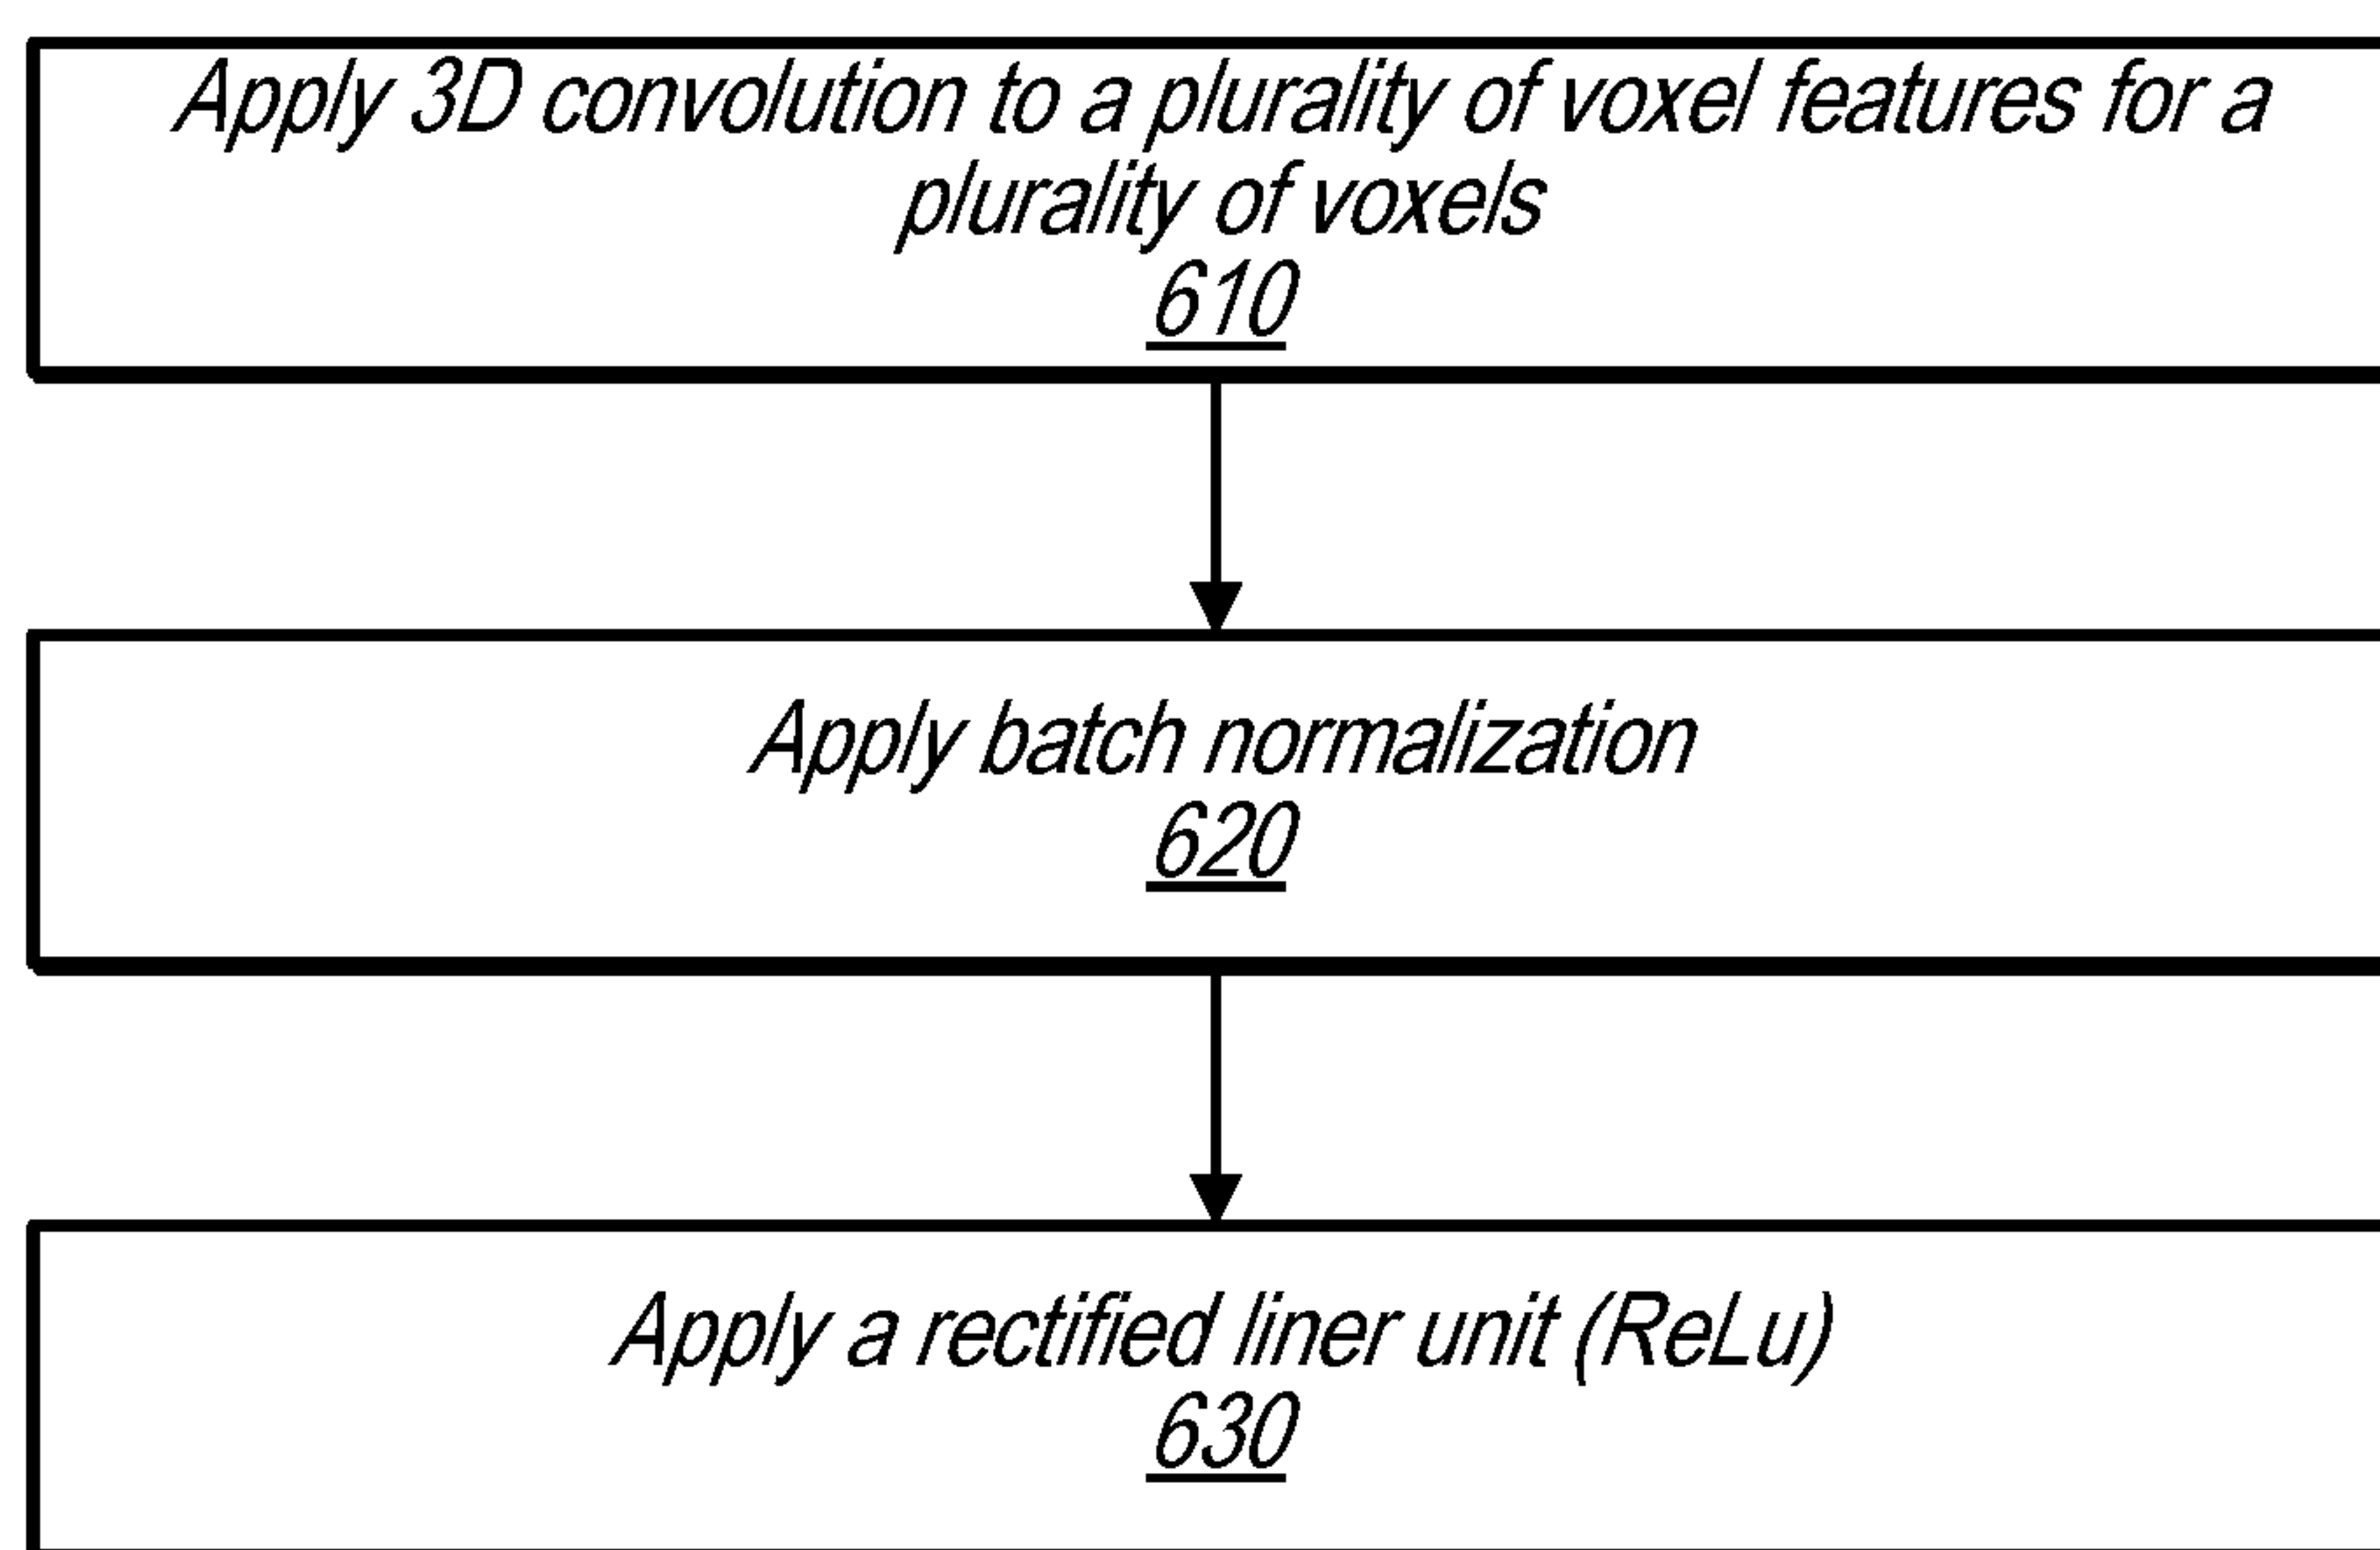 Apply 3D convolution to a plurality of voxel features for a
plurality of voxels
610
Apply batch normalization
620
Apply a rectified liner unit (ReLu)
630